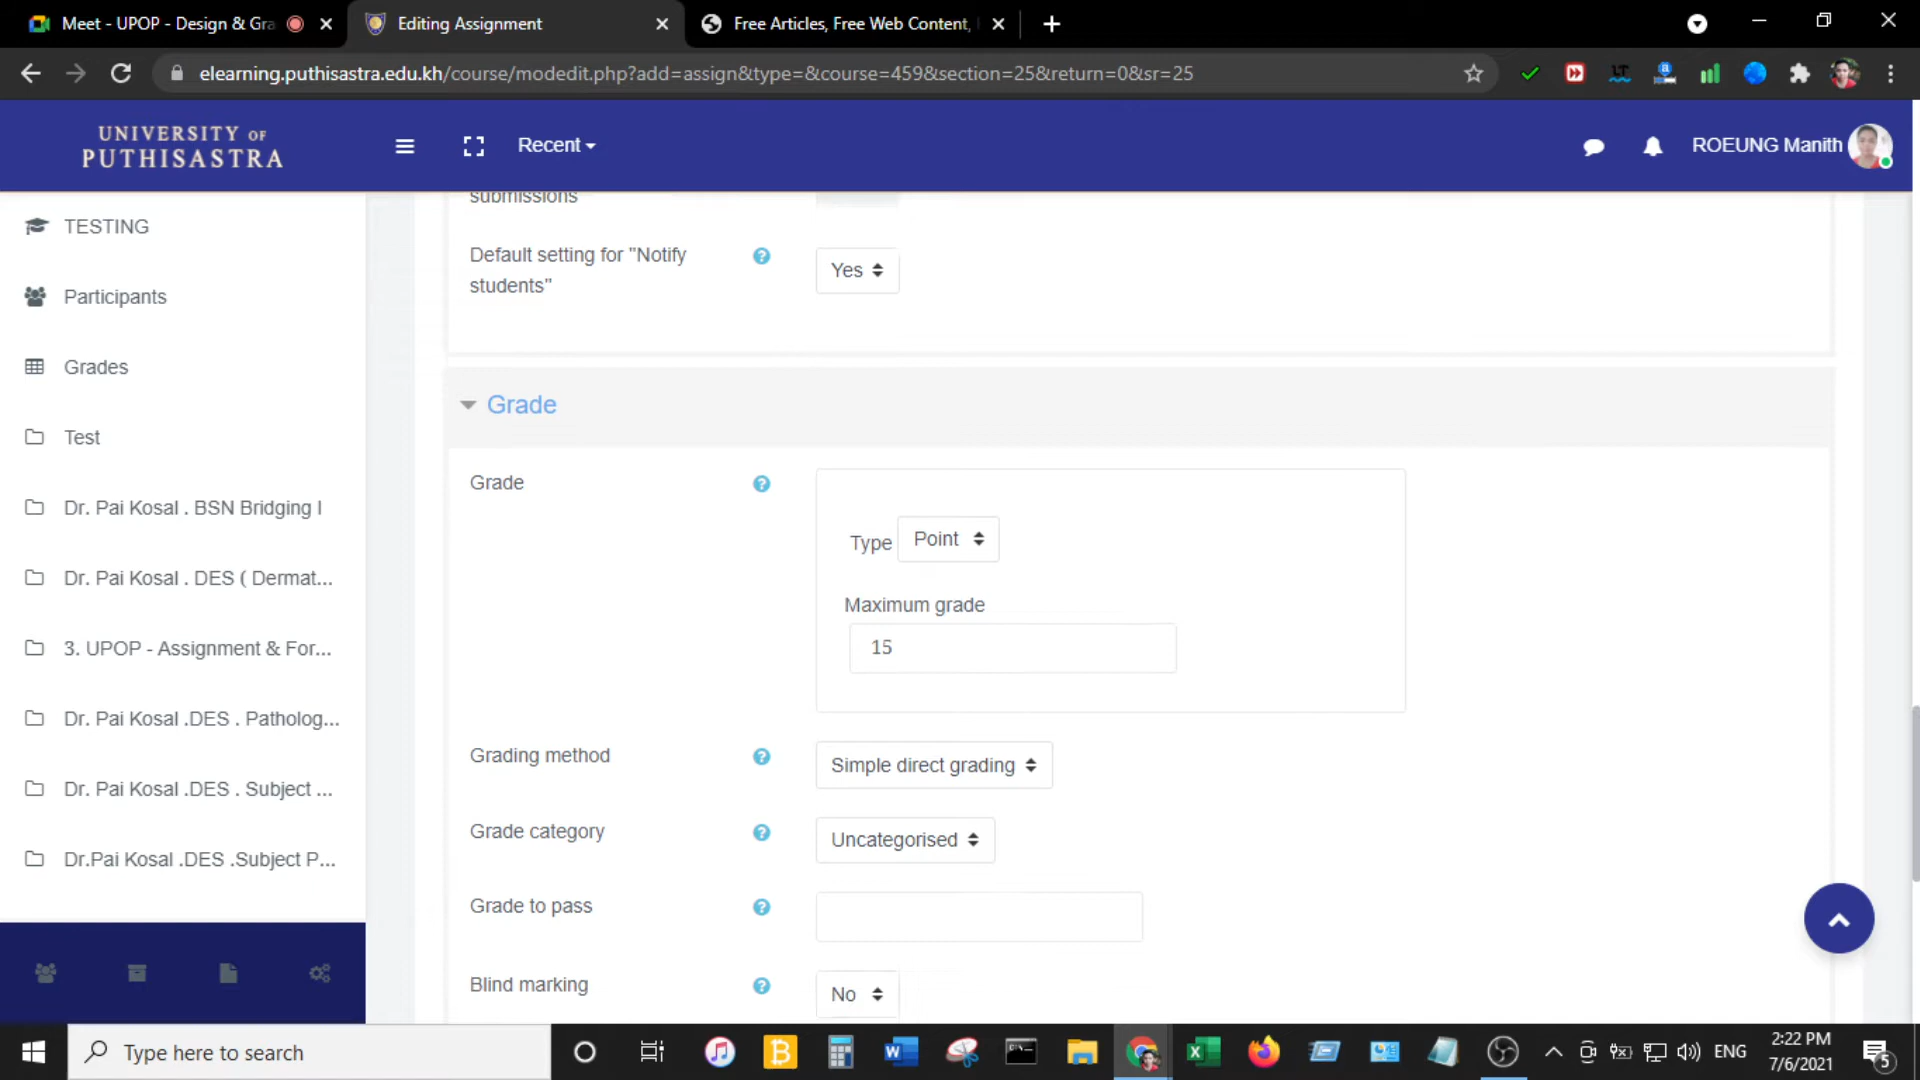 Meet - UPOP - Design & Gra
Editing Assignment
Free Articles, Free Web Content,
elearning.puthisastra.edu.kh/course/modedit.php?add=assign&type=&course=459&section=25&return=0&sr=25
UNIVERSITY OF
PUTHISASTRA
Recent
ROEUNG Manith
TESTING
Participants
Grades
Test
Dr. Pai Kosal . BSN Bridging I
Dr. Pai Kosal . DES ( Dermat...
3. UPOP - Assignment & For...
Dr. Pai Kosal .DES . Patholog...
Dr. Pai Kosal .DES . Subject ...
Dr.Pai Kosal .DES .Subject P...
submissions
Default setting for "Notify
students"
Yes
Grade
Grade
Type Point
Maximum grade
15
Grading method
Simple direct grading
Grade category
Uncategorised
Grade to pass
Blind marking
No
Type here to search
ENG
2:22 PM
7/6/2021
5